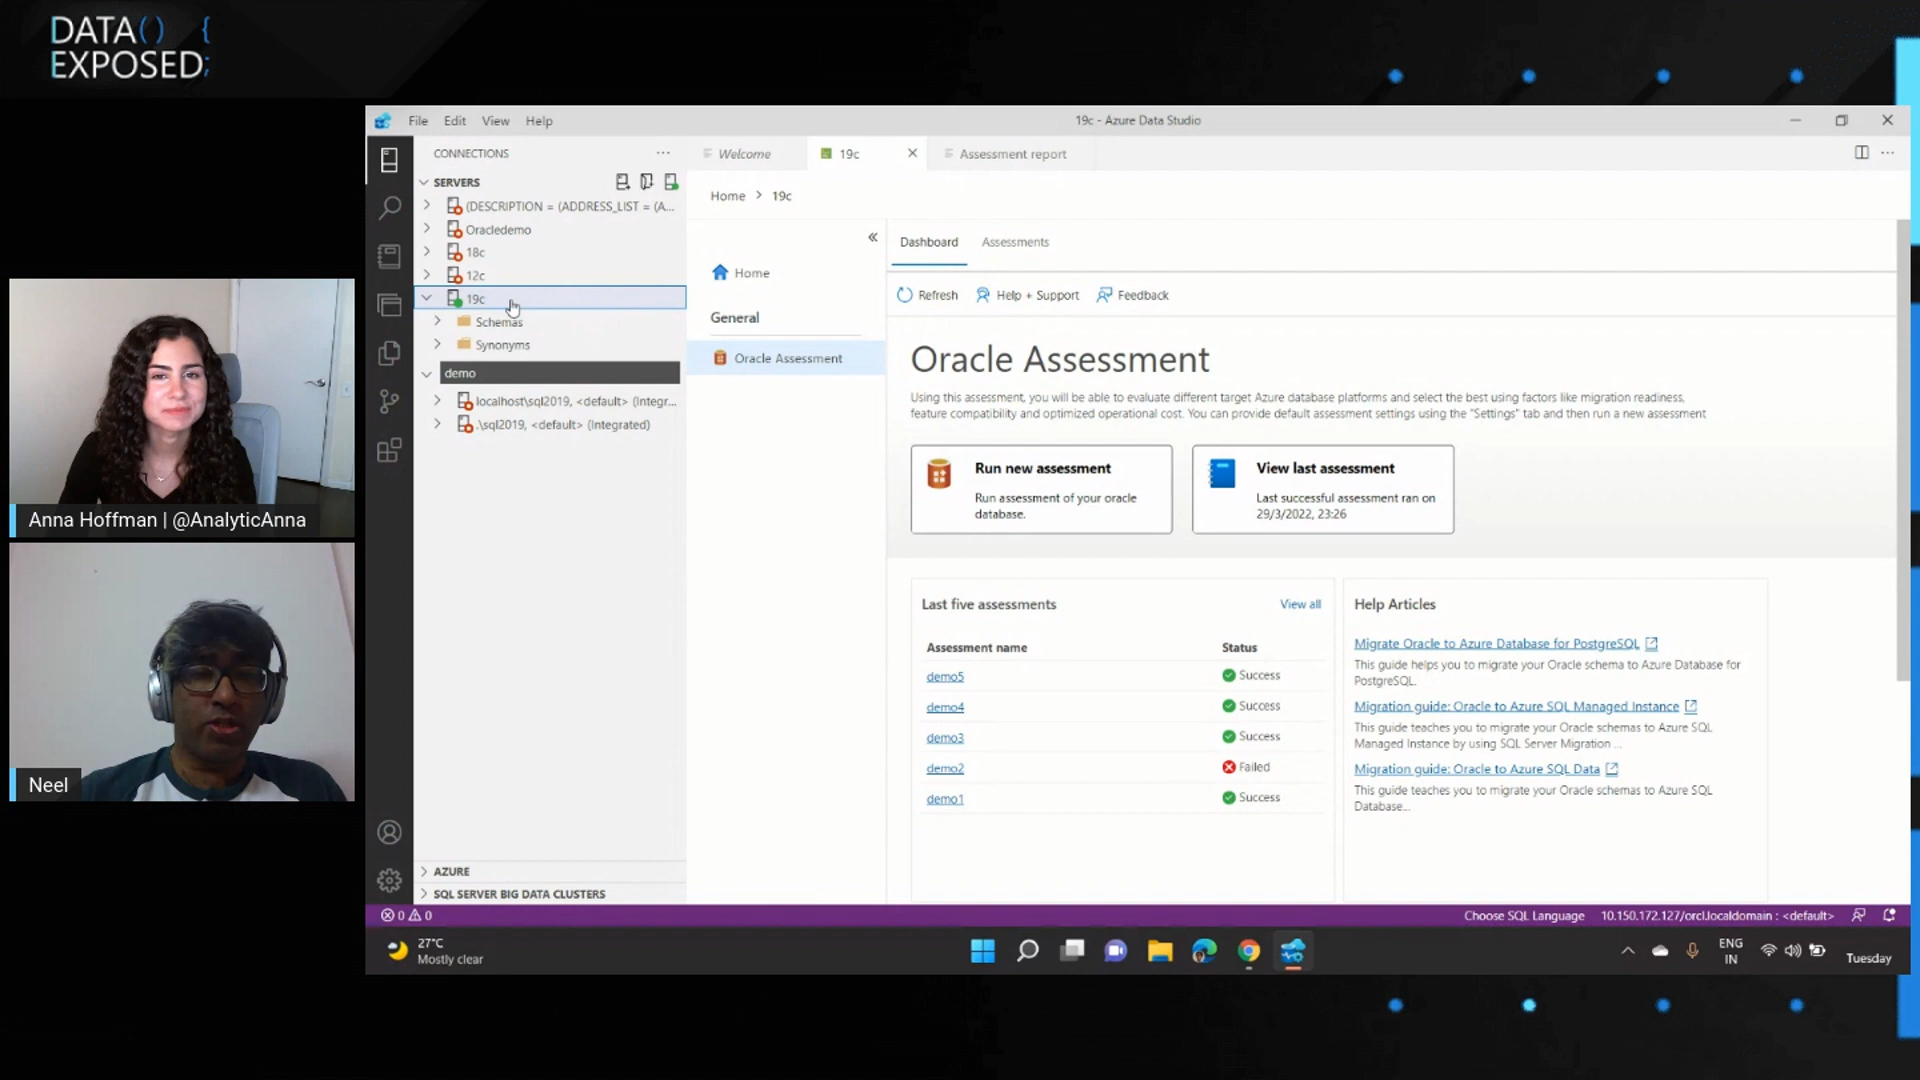 DATA() {
EXPOSED;
File Edit View Help
19c - Azure Data Studio
CONNECTIONS
SERVERS
(DESCRIPTION = (ADDRESS_LIST = (A...
Oracledemo
18c
12c
19c
Schemas
Synonyms
demo
localhost\sql2019, <default> (Integr...
.\sql2019, <default> (Integrated)
AZURE
SQL SERVER BIG DATA CLUSTERS
Welcome
19c
Assessment report
Home > 19c
Home
General
Oracle Assessment
Dashboard Assessments
Refresh Help + Support Feedback
Oracle Assessment
Using this assessment, you will be able to evaluate different target Azure database platforms and select the best using factors like migration readiness,
feature compatibility and optimized operational cost. You can provide default assessment settings using the "Settings" tab and then run a new assessment
Run new assessment
Run assessment of your oracle
database.
View last assessment
Last successful assessment ran on
29/3/2022, 23:26
Last five assessments View all
Assessment name Status
demo5 Success
demo4 Success
demo3 Success
demo2 Failed
demo1 Success
Help Articles
Migrate Oracle to Azure Database for PostgreSQL
This guide helps you to migrate your Oracle schema to Azure Database for
PostgreSQL.
Migration guide: Oracle to Azure SQL Managed Instance
This guide teaches you to migrate your Oracle schemas to Azure SQL
Managed Instance by using SQL Server Migration ...
Migration guide: Oracle to Azure SQL Data
This guide teaches you to migrate your Oracle schemas to Azure SQL
Database...
Anna Hoffman | @AnalyticAnna
Neel
0 0
Choose SQL Language 10.150.172.127/orcl.localdomain : <default>
27°C
Mostly clear
ENG
IN
Tuesday